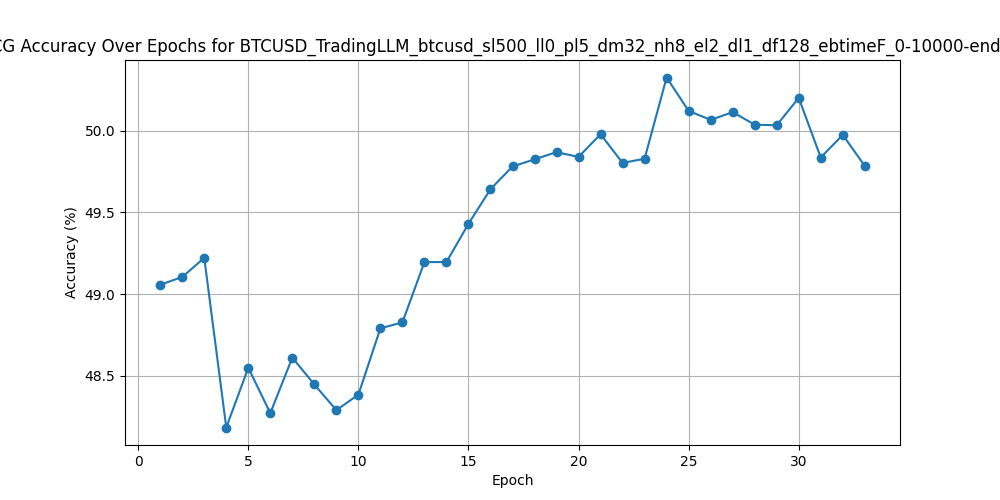 CG Accuracy Over Epochs for BTCUSD_TradingLLM_btcusd_sl500_ll0_pl5_dm32_nh8_el2_dl1_df128_ebtimeF_0-10000-end
50.0
49.5
49.0
48.5
Accuracy (%)
0 5 10 15 20 25 30
Epoch